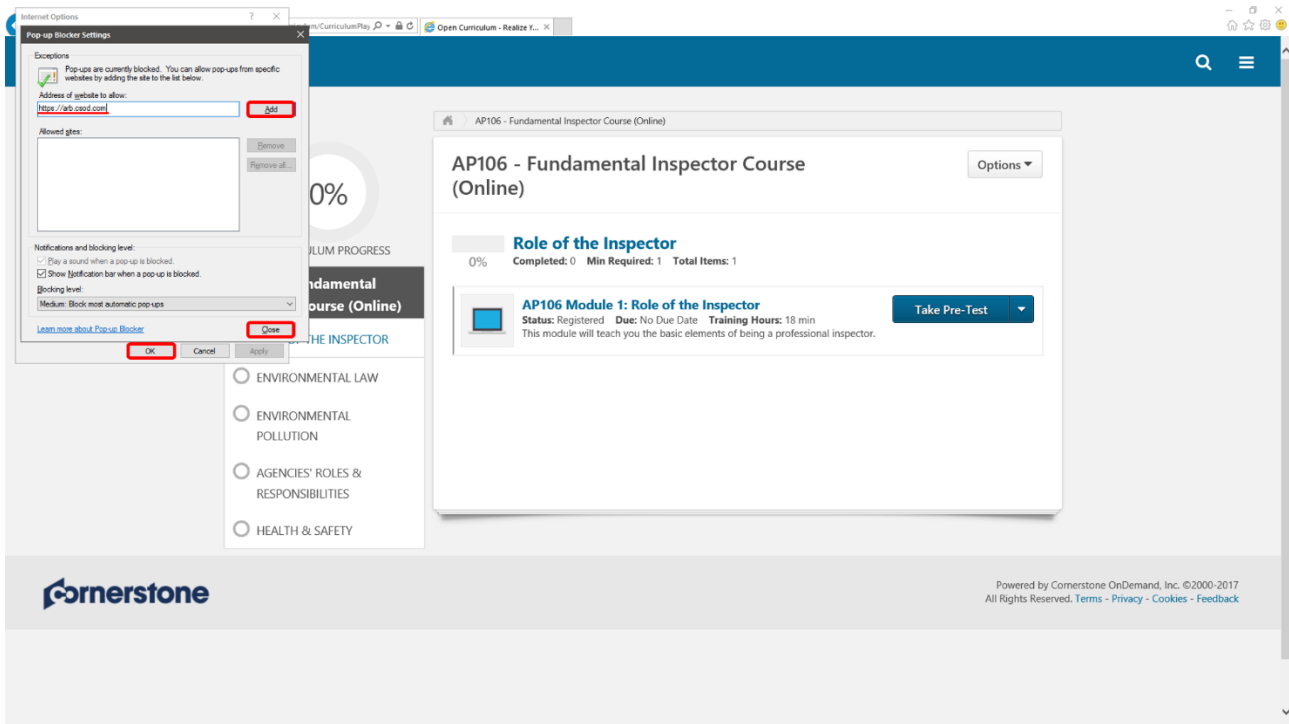 Internet Options
?
Pop-up Blocker Settings
Exceptions
Pop-ups are currently blocked. You can allow pop-ups from specific
websites by adding the site to the list below.
Address of website to allow:
https://arb.csod.com
Add
Allowed sites:
Remove
Remove all...
Notifications and blocking level:
Play a sound when a pop-up is blocked.
Show Notification bar when a pop-up is blocked.
Blocking level:
Medium: Block most automatic pop-ups
Learn more about Pop-up Blocker
Close
OK
Cancel
Apply
/CurriculumPlay
Open Curriculum - Realize Y...
AP106 - Fundamental Inspector Course (Online)
AP106 - Fundamental Inspector Course
(Online)
Options
0%
ULUM PROGRESS
ndamental
ourse (Online)
THE INSPECTOR
ENVIRONMENTAL LAW
ENVIRONMENTAL
POLLUTION
AGENCIES' ROLES &
RESPONSIBILITIES
HEALTH & SAFETY
0%
Role of the Inspector
Completed: 0 Min Required: 1 Total Items: 1
AP106 Module 1: Role of the Inspector
Status: Registered Due: No Due Date Training Hours: 18 min
This module will teach you the basic elements of being a professional inspector.
Take Pre-Test
Cornerstone
Powered by Cornerstone OnDemand, Inc. ©2000-2017
All Rights Reserved. Terms - Privacy - Cookies - Feedback